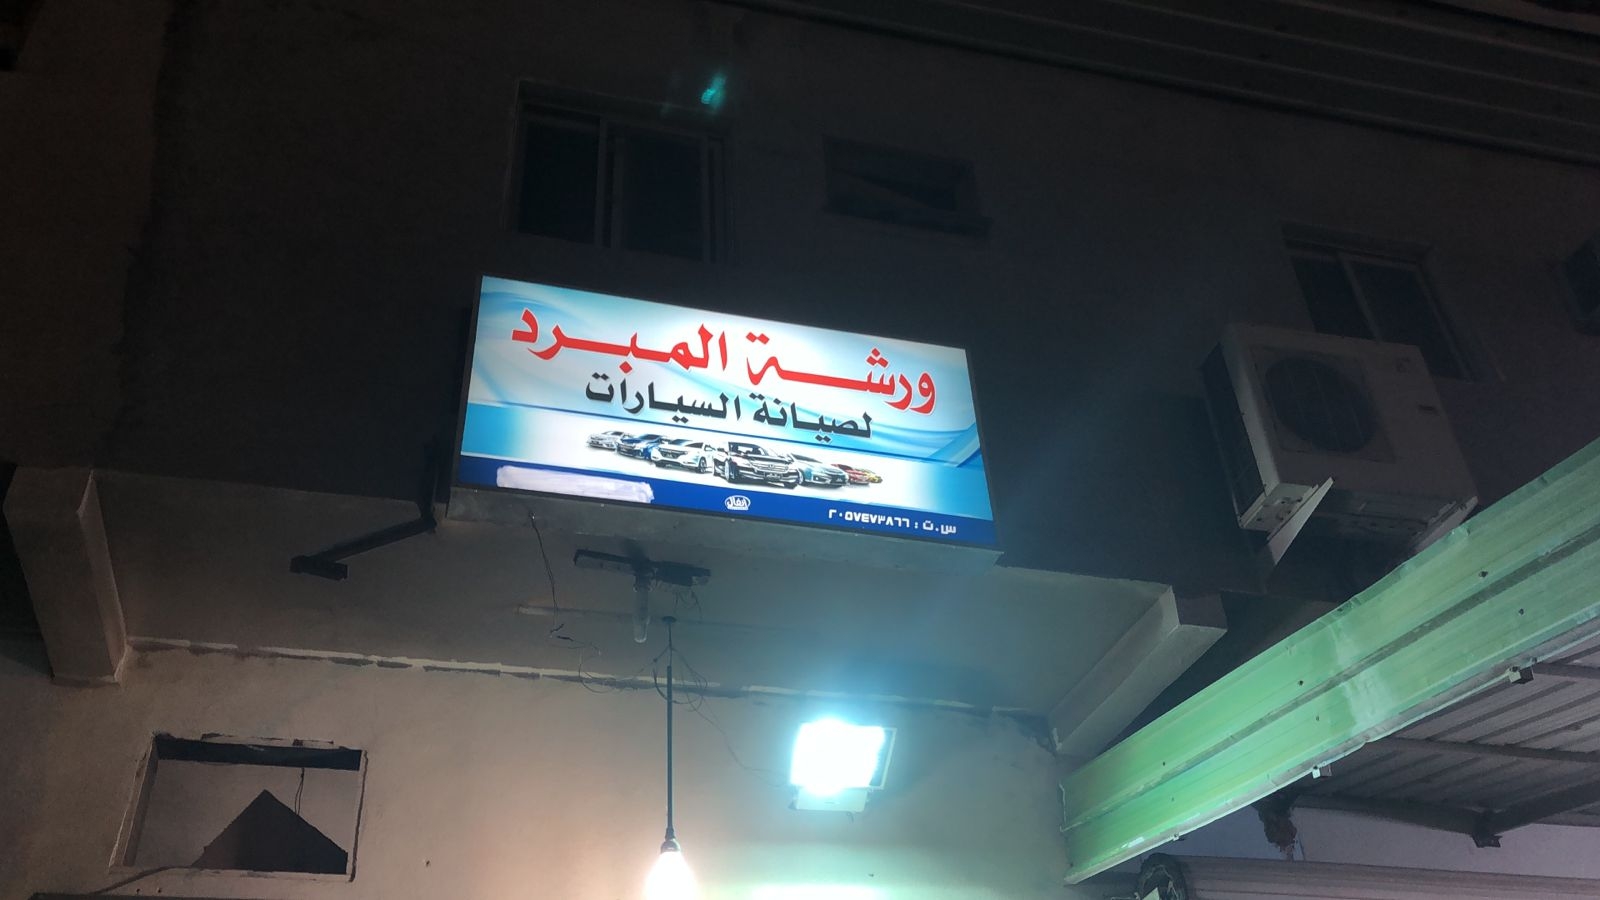 ورشة المبرد
لصيانة السيارات
س.ت : ٢٠٥٧٤٧٣٨٦٦